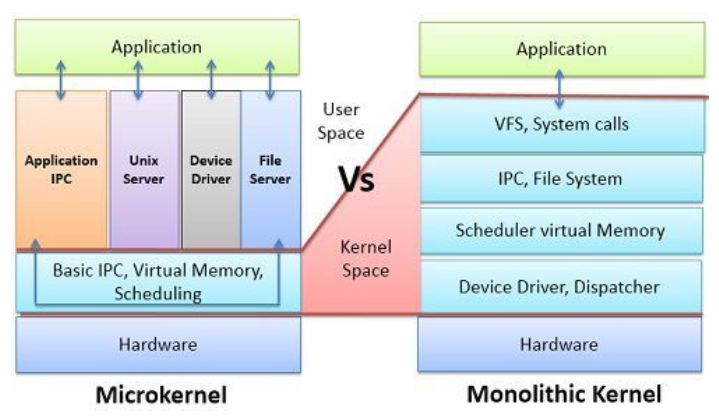 Application
Application
IPC
Unix
Server
Device
Driver
File
Server
Basic IPC, Virtual Memory,
Scheduling
Hardware
Microkernel
User
Space
Vs
Kernel
Space
Application
VFS, System calls
IPC, File System
Scheduler virtual Memory
Device Driver, Dispatcher
Hardware
Monolithic Kernel